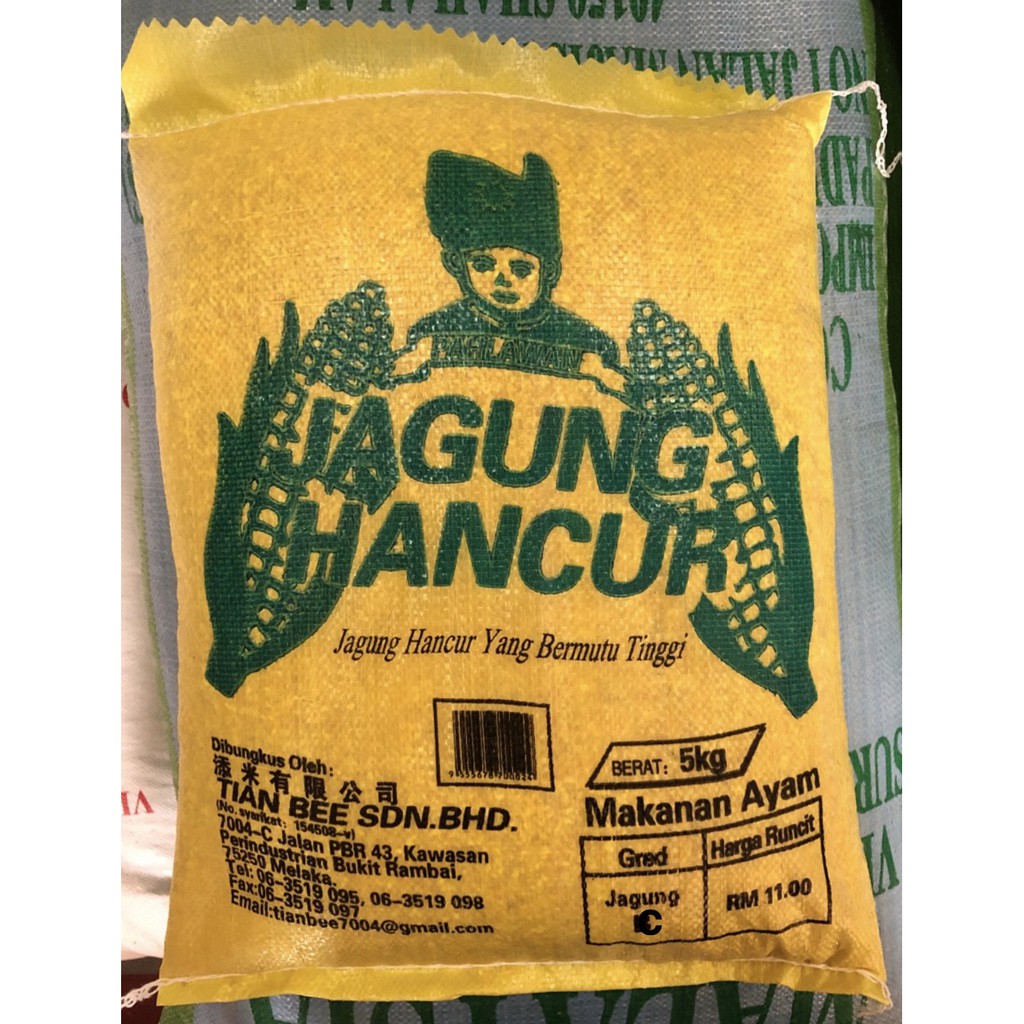 PAHLAWAN
JAGUNG
HANCUR
Jagung Hancur Yang Bermutu Tinggi
Dibungkus Oleh:
添米有限公司
TIAN BEE SDN.BHD.
(No. syarikat: 154508-v)
7004-C Jalan PBR 43, Kawasan
Perindustrian Bukit Rambai,
75250 Melaka.
Tel: 06-3519 095, 06-3519 098
Fax:06-3519 097
Email:tianbee7004@gmail.com
BERAT: 5kg
Makanan Ayam
Gred
Harga Runcit
Jagung
RM 11.00
40150 SHAH ALAM